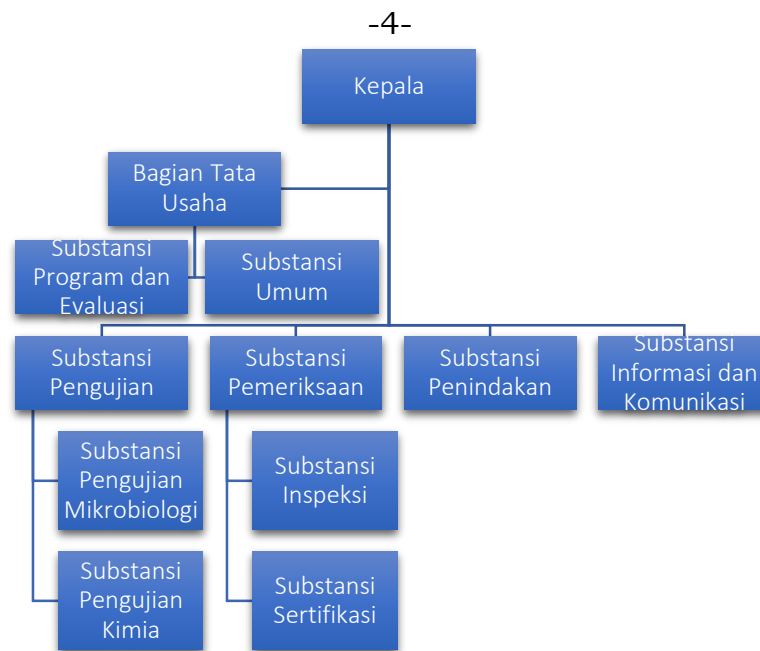 -4-
Kepala
Bagian Tata
Usaha
Substansi
Program dan
Evaluasi
Substansi
Umum
Substansi
Pengujian
Substansi
Pemeriksaan
Substansi
Penindakan
Substansi
Informasi dan
Komunikasi
Substansi
Pengujian
Mikrobiologi
Substansi
Inspeksi
Substansi
Pengujian
Kimia
Substansi
Sertifikasi